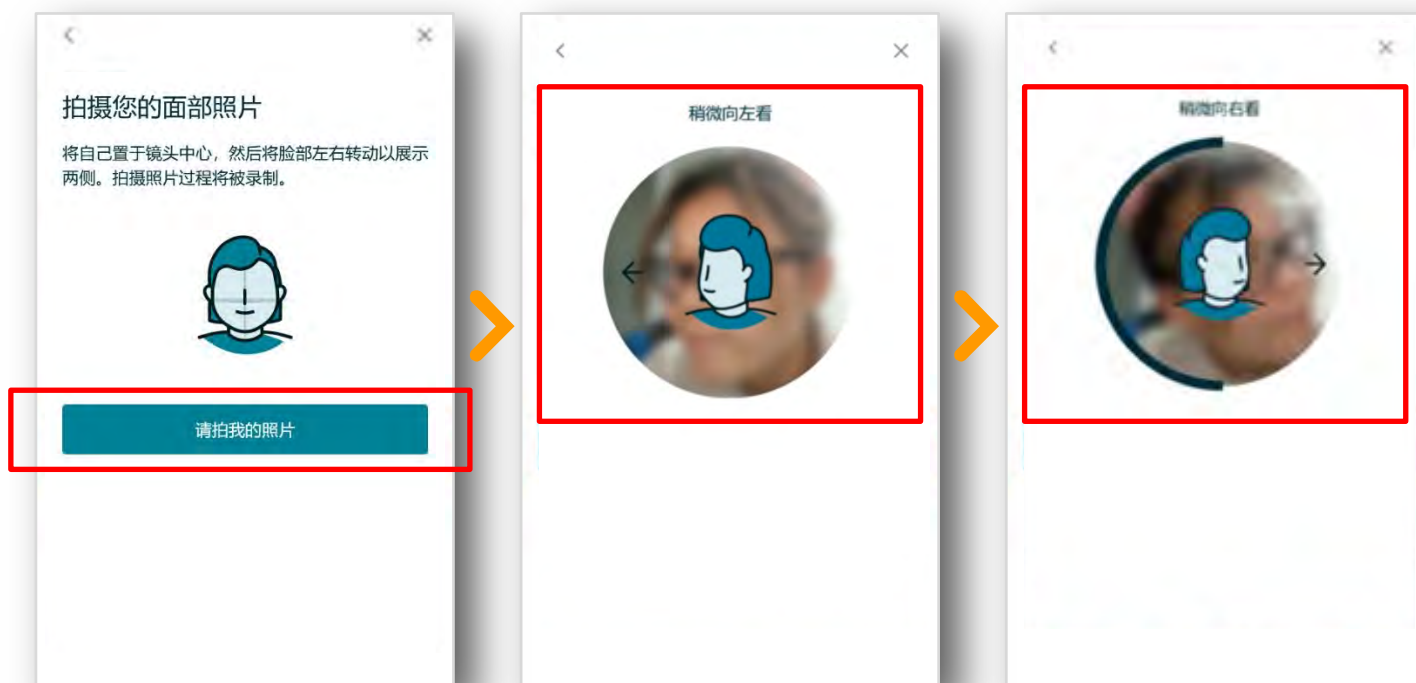 拍摄您的面部照片
将自己置于镜头中心，然后将脸部左右转动以展示
两侧。拍摄照片过程将被录制。
请拍我的照片
稍微向左看
稍微向右看